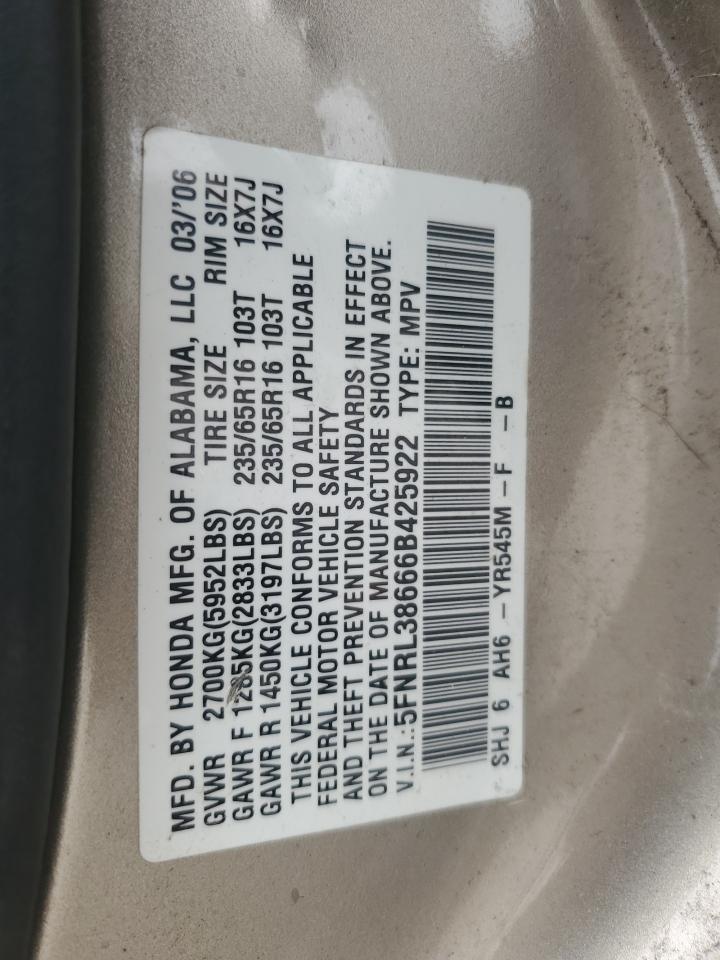 MFD. BY HONDA MFG. OF ALABAMA, LLC 03/'06
GVWR 2700KG(5952LBS) TIRE SIZE RIM SIZE
GAWR F 1285KG(2833LBS) 235/65R16 103T 16X7J
GAWR R 1450KG(3197LBS) 235/65R16 103T 16X7J
THIS VEHICLE CONFORMS TO ALL APPLICABLE
FEDERAL MOTOR VEHICLE SAFETY
AND THEFT PREVENTION STANDARDS IN EFFECT
ON THE DATE OF MANUFACTURE SHOWN ABOVE.
V.I.N.:5FNRL38666B425922 TYPE: MPV
SHJ 6 AH6 -YR545M-F -B